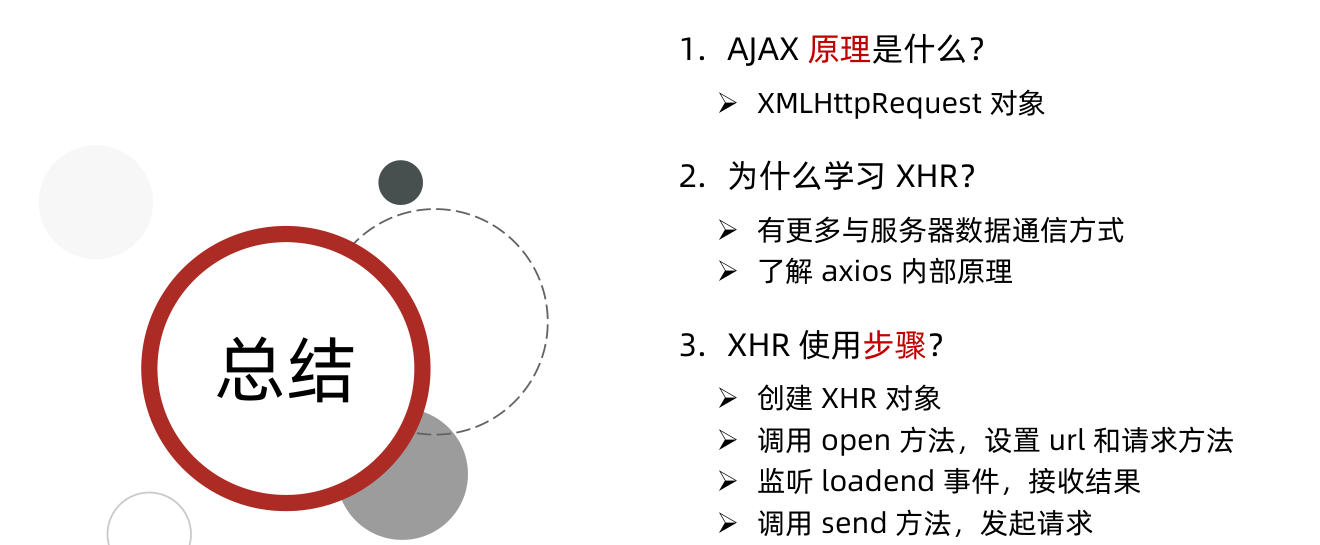 总结
1. AJAX 原理是什么？
➢ XMLHttpRequest 对象
2. 为什么学习 XHR？
➢ 有更多与服务器数据通信方式
➢ 了解 axios 内部原理
3. XHR 使用步骤？
➢ 创建 XHR 对象
➢ 调用 open 方法，设置 url 和请求方法
➢ 监听 loadend 事件，接收结果
➢ 调用 send 方法，发起请求